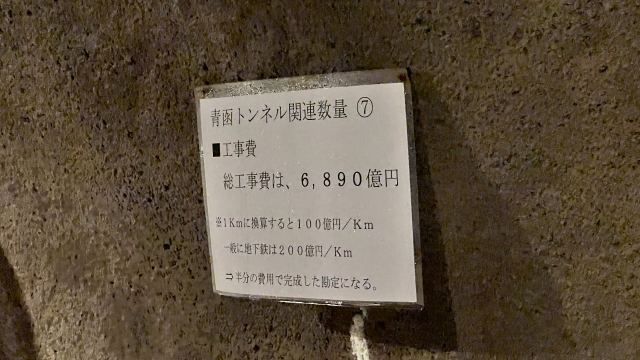 青函トンネル関連数量 ⑦
■工事費
総工事費は、6,890億円
※1Kmに換算すると100億円/Km
一般に地下鉄は200億円/Km
⇒半分の費用で完成した勘定になる。